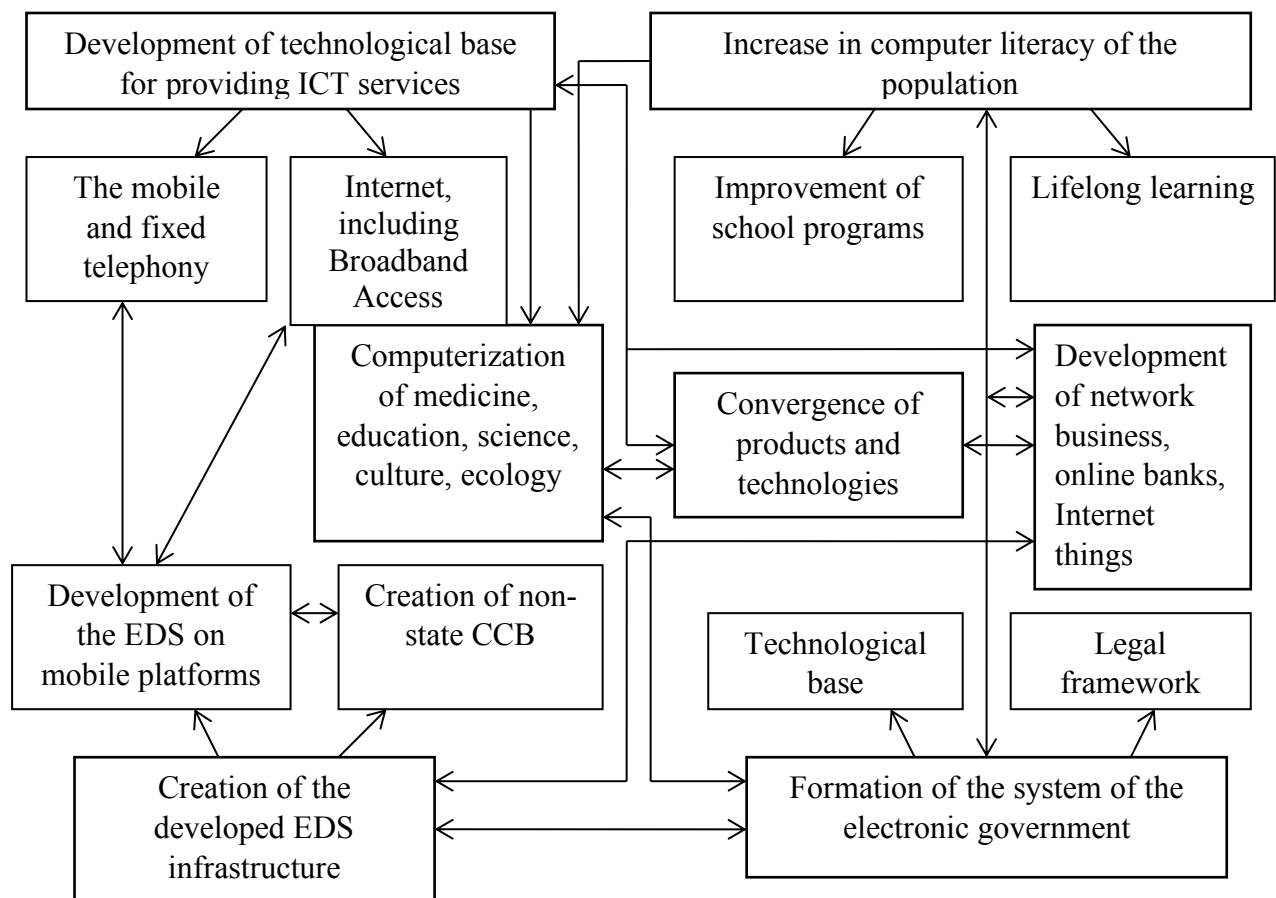 Development of technological base
for providing ICT services
Increase in computer literacy of the
population
The mobile
and fixed
telephony
Internet,
including
Broadband
Access
Improvement of
school programs
Lifelong learning
Computerization
of medicine,
education, science,
culture, ecology
Convergence of
products and
technologies
Development
of network
business,
online banks,
Internet
things
Development of
the EDS on
mobile platforms
Creation of non-
state CCB
Technological
base
Legal
framework
Creation of the
developed EDS
infrastructure
Formation of the system of the
electronic government